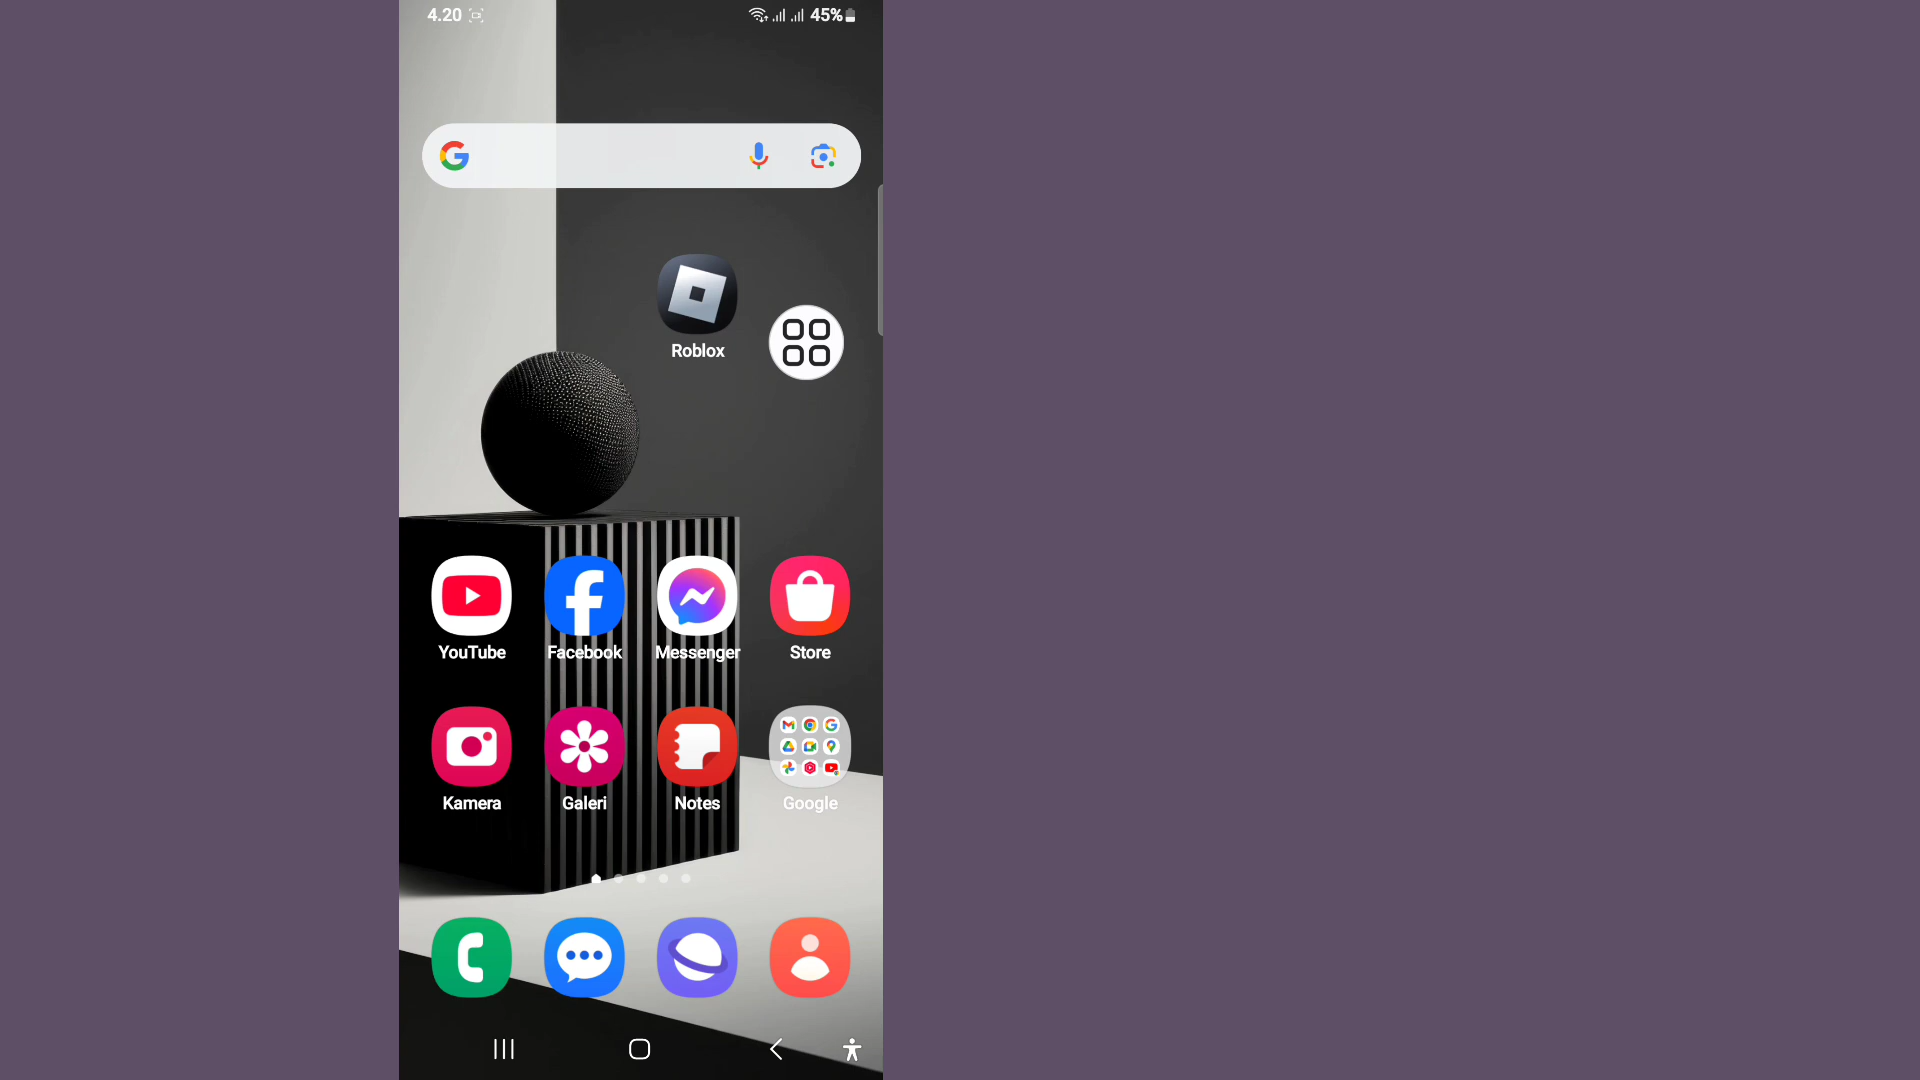 4.20
45%
Roblox
YouTube
Facebook
Messenger
Store
Kamera
Galeri
Notes
Google